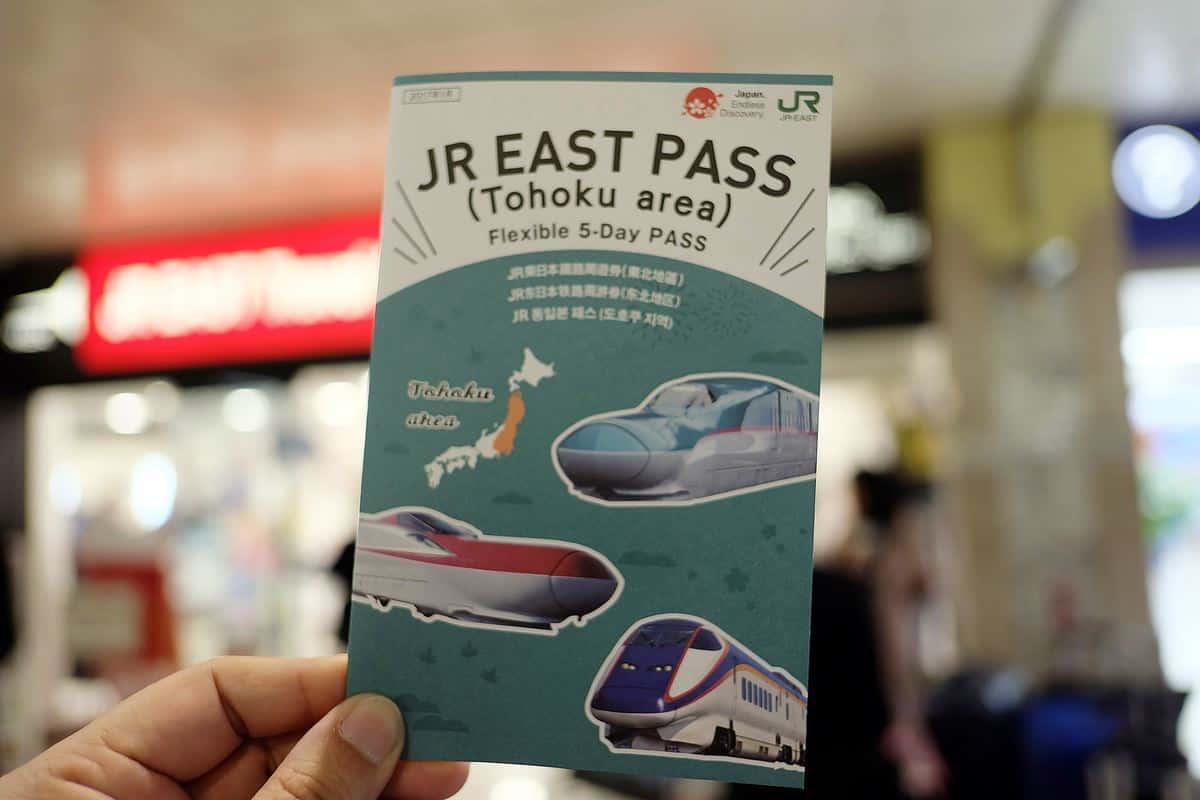 Japan.
Endless
Discovery.
JR
JR-EAST
JR EAST PASS
(Tohoku area)
Flexible 5-Day PASS
JR東日本鐵路周遊券(東北地區)
JR东日本铁路周游券(东北地区)
JR 동일본 패스 (도호쿠 지역)
Tohoku
area